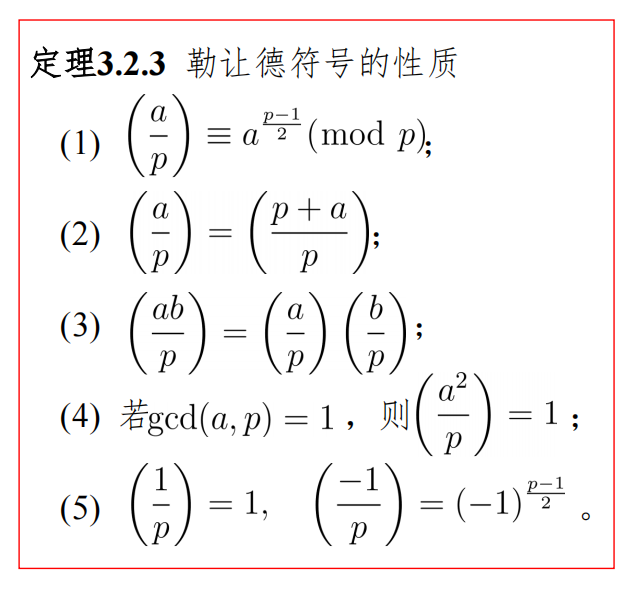 定理3.2.3 勒让德符号的性质
(1) $\left(\frac{a}{p}\right) \equiv a^{\frac{p-1}{2}} (\mathrm{mod}\ p)$;
(2) $\left(\frac{a}{p}\right) = \left(\frac{p+a}{p}\right)$;
(3) $\left(\frac{ab}{p}\right) = \left(\frac{a}{p}\right)\left(\frac{b}{p}\right)$;
(4) 若$\gcd(a,p)=1$，则$\left(\frac{a^2}{p}\right)=1$；
(5) $\left(\frac{1}{p}\right)=1,\quad \left(\frac{-1}{p}\right)=(-1)^{\frac{p-1}{2}}$。